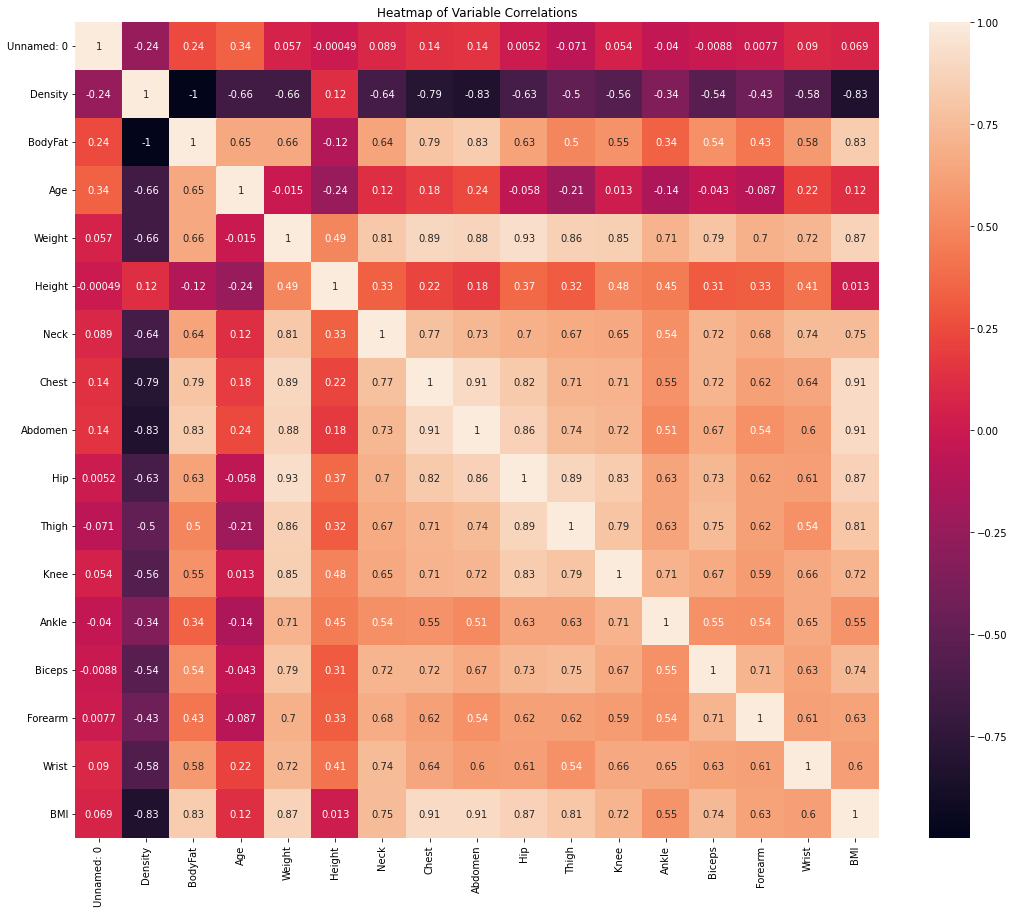 Heatmap of Variable Correlations
Unnamed: 0 1 -0.24 0.24 0.34 0.057 -0.00049 0.089 0.14 0.14 0.0052 -0.071 0.054 -0.04 -0.0088 0.0077 0.09 0.069
Density -0.24 1 -1 -0.66 -0.66 0.12 -0.64 -0.79 -0.83 -0.63 -0.5 -0.56 -0.34 -0.54 -0.43 -0.58 -0.83
BodyFat 0.24 -1 1 0.65 0.66 -0.12 0.64 0.79 0.83 0.63 0.5 0.55 0.34 0.54 0.43 0.58 0.83
Age 0.34 -0.66 0.65 1 -0.015 -0.24 0.12 0.18 0.24 -0.058 -0.21 0.013 -0.14 -0.043 -0.087 0.22 0.12
Weight 0.057 -0.66 0.66 -0.015 1 0.49 0.81 0.89 0.88 0.93 0.86 0.85 0.71 0.79 0.7 0.72 0.87
Height -0.00049 0.12 -0.12 -0.24 0.49 1 0.33 0.22 0.18 0.37 0.32 0.48 0.45 0.31 0.33 0.41 0.013
Neck 0.089 -0.64 0.64 0.12 0.81 0.33 1 0.77 0.73 0.7 0.67 0.65 0.54 0.72 0.68 0.74 0.75
Chest 0.14 -0.79 0.79 0.18 0.89 0.22 0.77 1 0.91 0.82 0.71 0.71 0.55 0.72 0.62 0.64 0.91
Abdomen 0.14 -0.83 0.83 0.24 0.88 0.18 0.73 0.91 1 0.86 0.74 0.72 0.51 0.67 0.54 0.6 0.91
Hip 0.0052 -0.63 0.63 -0.058 0.93 0.37 0.7 0.82 0.86 1 0.89 0.83 0.63 0.73 0.62 0.61 0.87
Thigh -0.071 -0.5 0.5 -0.21 0.86 0.32 0.67 0.71 0.74 0.89 1 0.79 0.63 0.75 0.62 0.54 0.81
Knee 0.054 -0.56 0.55 0.013 0.85 0.48 0.65 0.71 0.72 0.83 0.79 1 0.71 0.67 0.59 0.66 0.72
Ankle -0.04 -0.34 0.34 -0.14 0.71 0.45 0.54 0.55 0.51 0.63 0.63 0.71 1 0.55 0.54 0.65 0.55
Biceps -0.0088 -0.54 0.54 -0.043 0.79 0.31 0.72 0.72 0.67 0.73 0.75 0.67 0.55 1 0.71 0.63 0.74
Forearm 0.0077 -0.43 0.43 -0.087 0.7 0.33 0.68 0.62 0.54 0.62 0.62 0.59 0.54 0.71 1 0.61 0.63
Wrist 0.09 -0.58 0.58 0.22 0.72 0.41 0.74 0.64 0.6 0.61 0.54 0.66 0.65 0.63 0.61 1 0.6
BMI 0.069 -0.83 0.83 0.12 0.87 0.013 0.75 0.91 0.91 0.87 0.81 0.72 0.55 0.74 0.63 0.6 1
Unnamed: 0 Density BodyFat Age Weight Height Neck Chest Abdomen Hip Thigh Knee Ankle Biceps Forearm Wrist BMI
1.00
0.75
0.50
0.25
0.00
−0.25
−0.50
−0.75